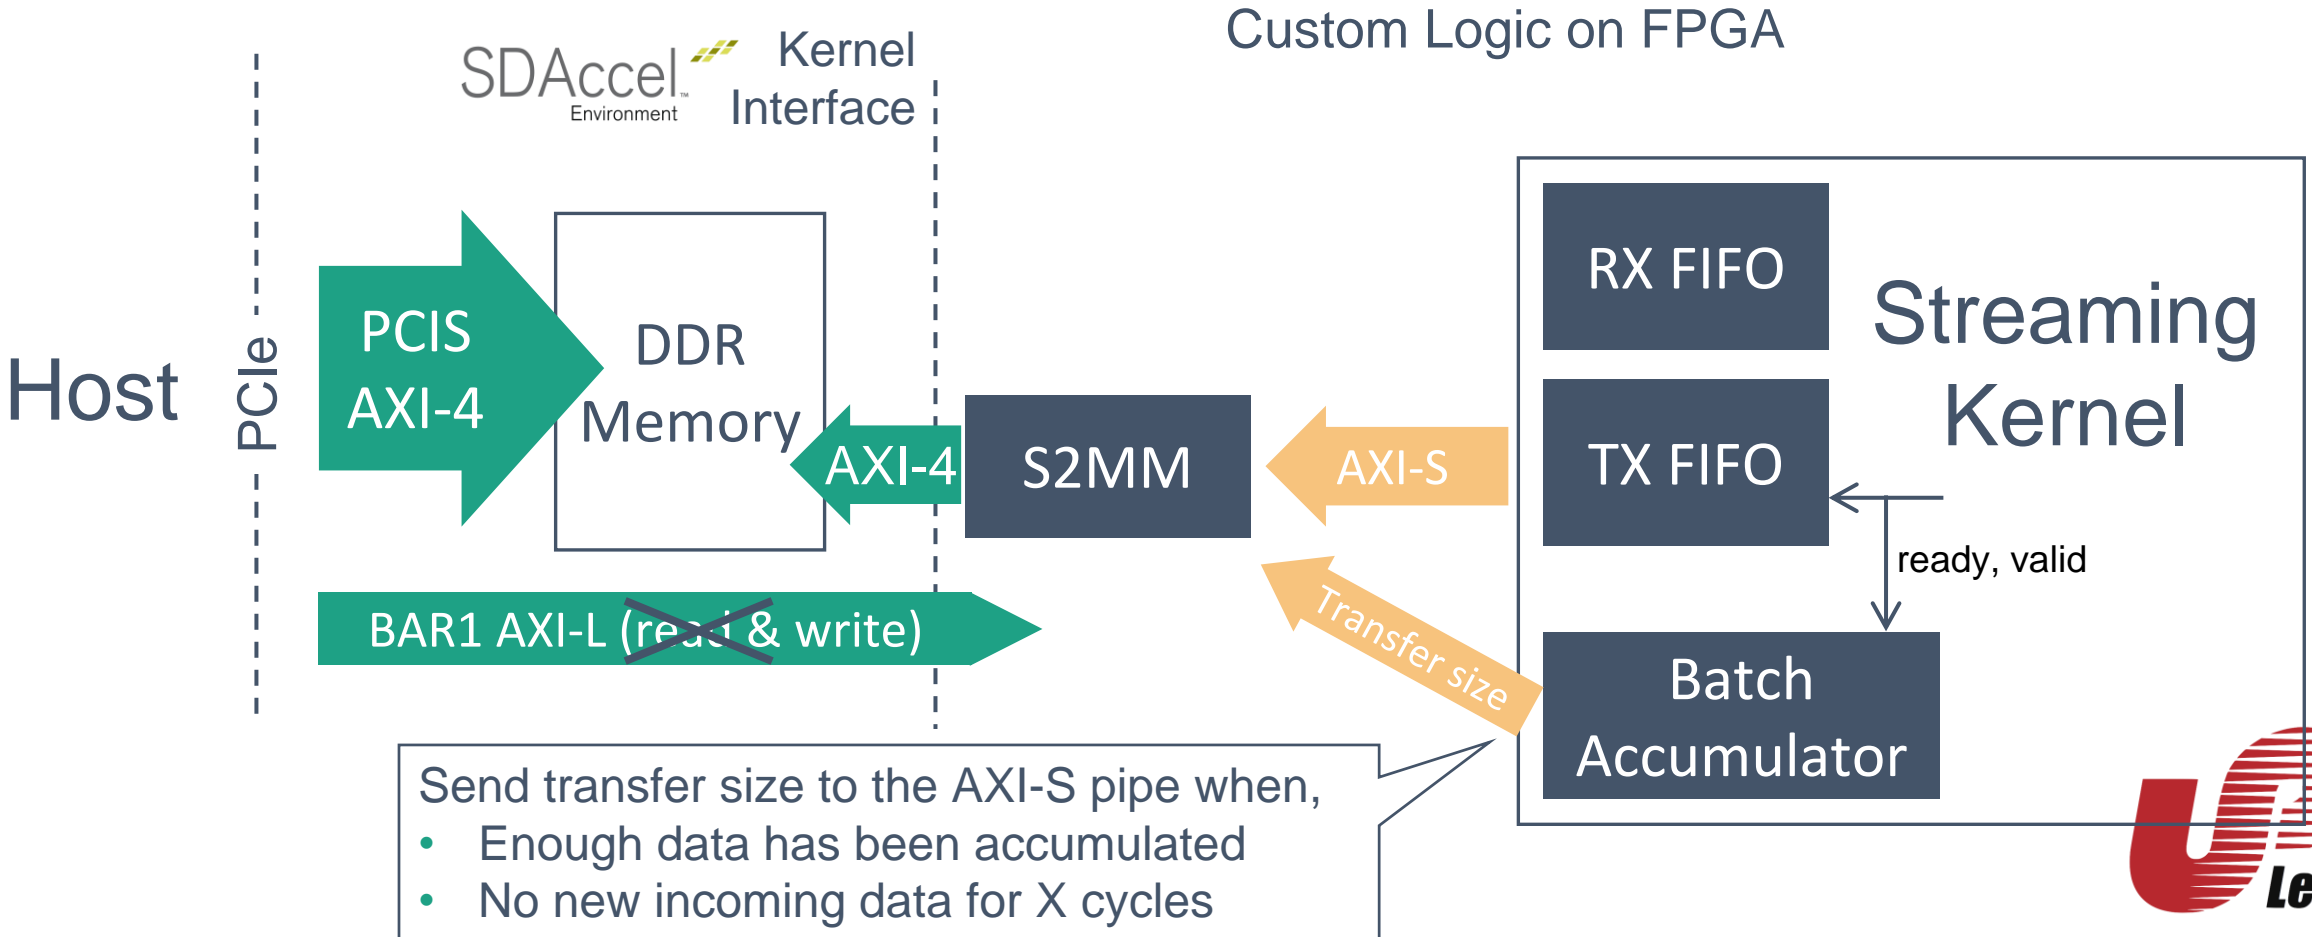 Custom Logic on FPGA
SDAccel™
Environment
Kernel
Interface
Host
PCIe
PCIS
AXI-4
DDR
Memory
AXI-4
S2MM
AXI-S
RX FIFO
TX FIFO
Streaming
Kernel
ready, valid
BAR1 AXI-L (read & write)
Transfer size
Batch
Accumulator
Send transfer size to the AXI-S pipe when,
• Enough data has been accumulated
• No new incoming data for X cycles